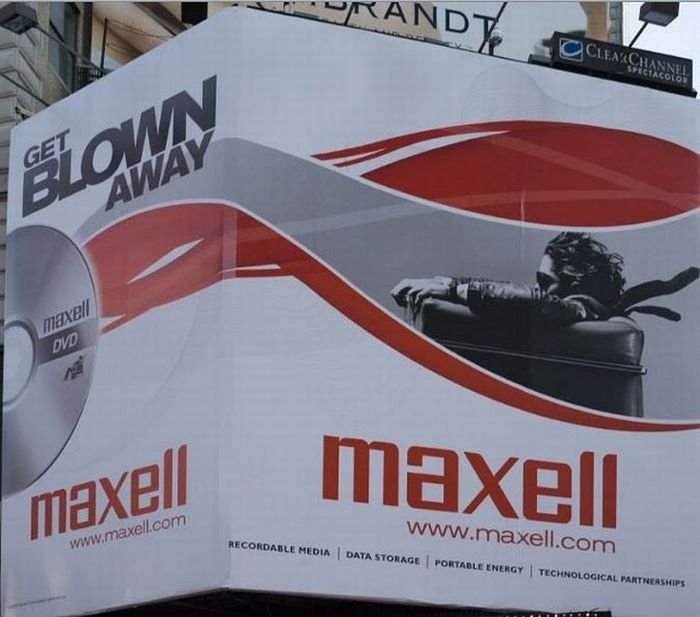 BRANDT
CLEAR CHANNEL
SPECTACOLOR
GET
BLOWN
AWAY
maxell
DVD
maxell
www.maxell.com
maxell
www.maxell.com
RECORDABLE MEDIA | DATA STORAGE | PORTABLE ENERGY | TECHNOLOGICAL PARTNERSHIPS